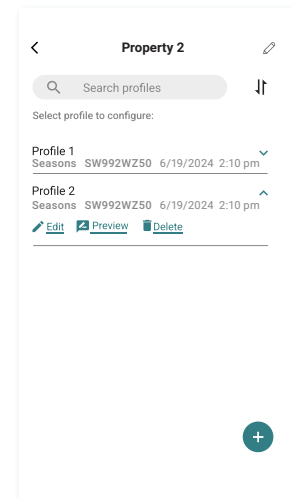 Property 2
Search profiles
Select profile to configure:
Profile 1
Seasons SW992WZ50 6/19/2024 2:10 pm
Profile 2
Seasons SW992WZ50 6/19/2024 2:10 pm
Edit Preview Delete